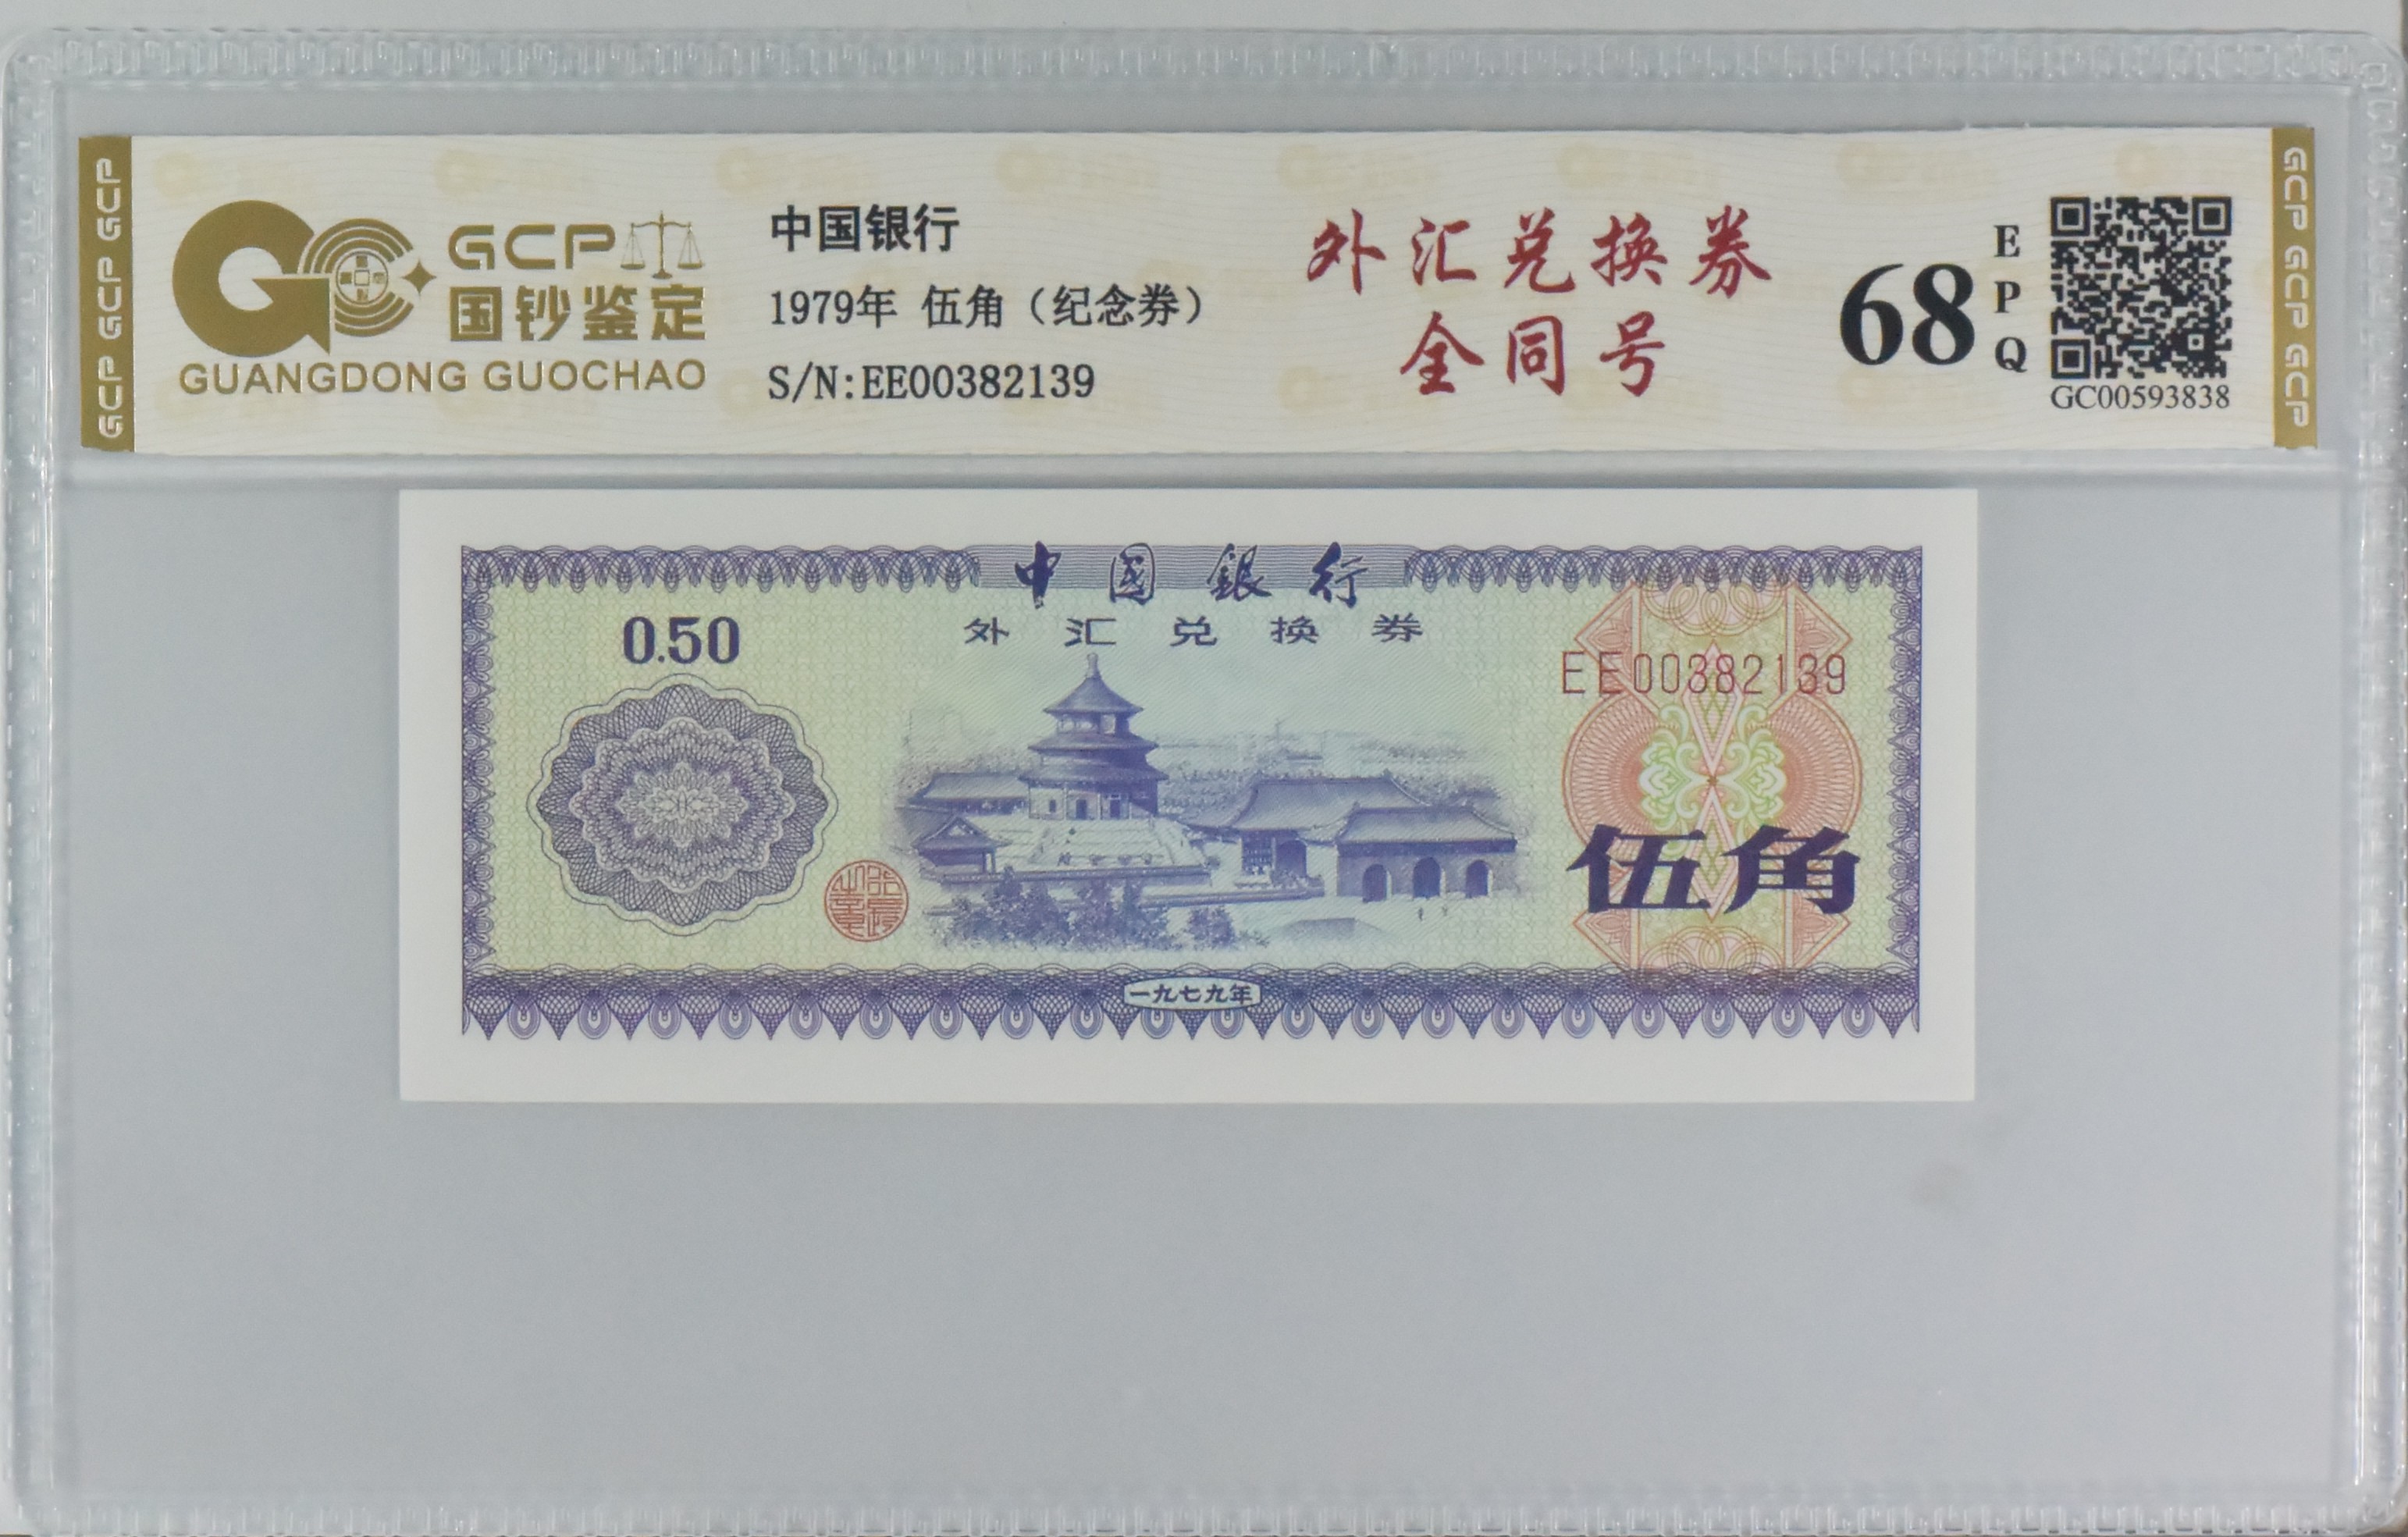 GCP
国钞鉴定
GUANGDONG GUOCHAO
中国银行
1979年 伍角（纪念券）
S/N:EE00382139
外汇兑换券
全同号
68
EPQ
GC00593838
GCP GCP GCP
GCP GCP GCP
中國銀行
外汇兑换券
0.50
EE00382139
伍角
一九七九年